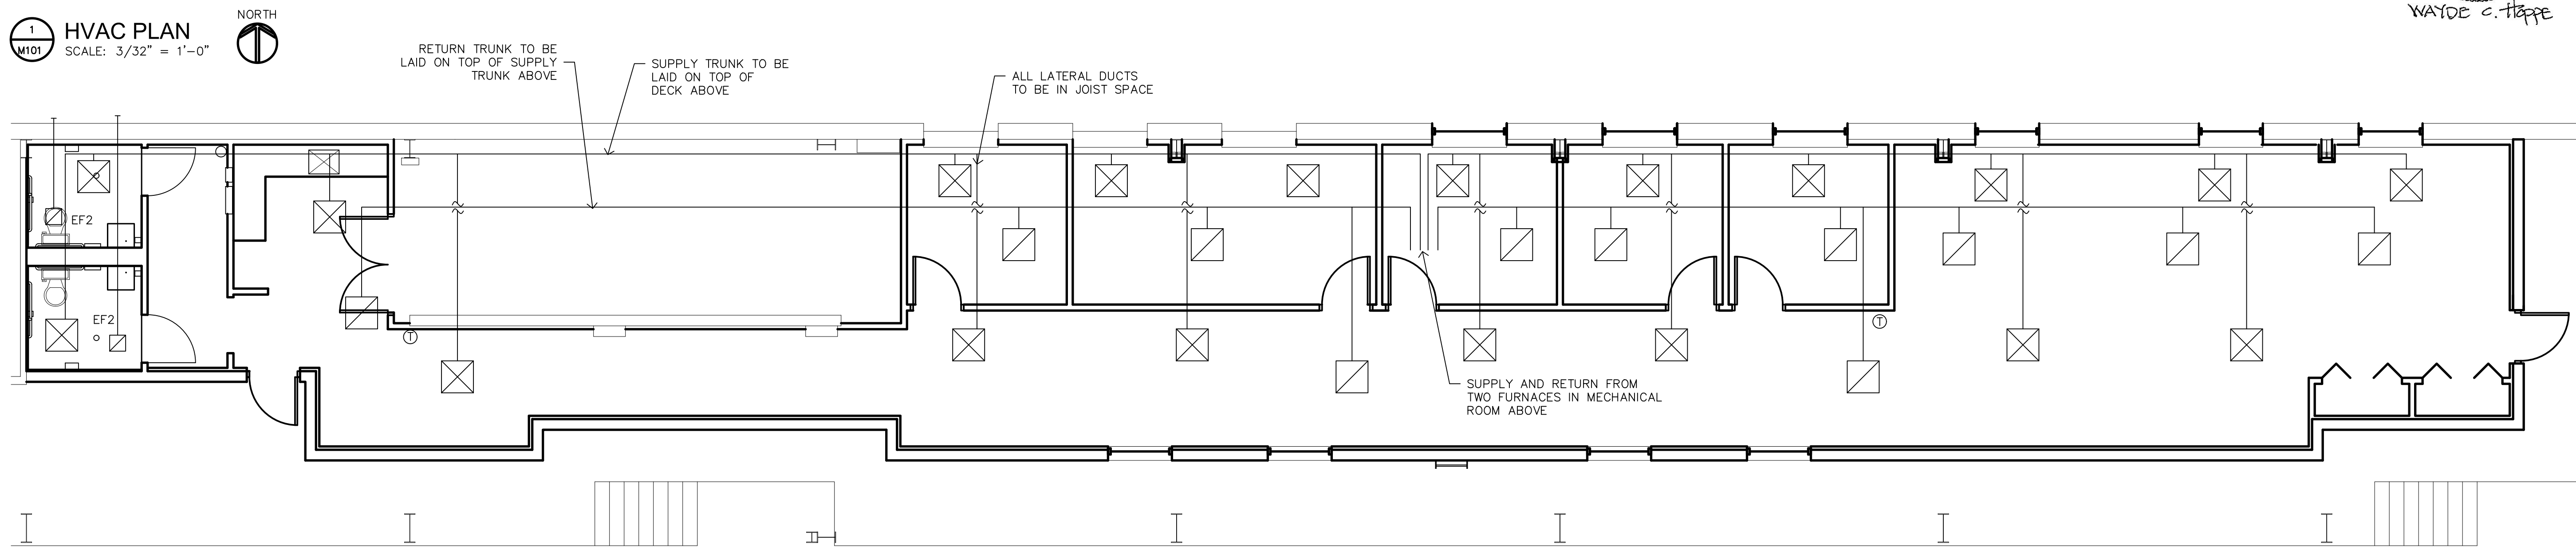 WAYDE C. HOPPE
NORTH
1
M101
HVAC PLAN
SCALE: 3/32" = 1'-0"
RETURN TRUNK TO BE
LAID ON TOP OF SUPPLY
TRUNK ABOVE
SUPPLY TRUNK TO BE
LAID ON TOP OF
DECK ABOVE
ALL LATERAL DUCTS
TO BE IN JOIST SPACE
EF2
EF2
T
T
SUPPLY AND RETURN FROM
TWO FURNACES IN MECHANICAL
ROOM ABOVE